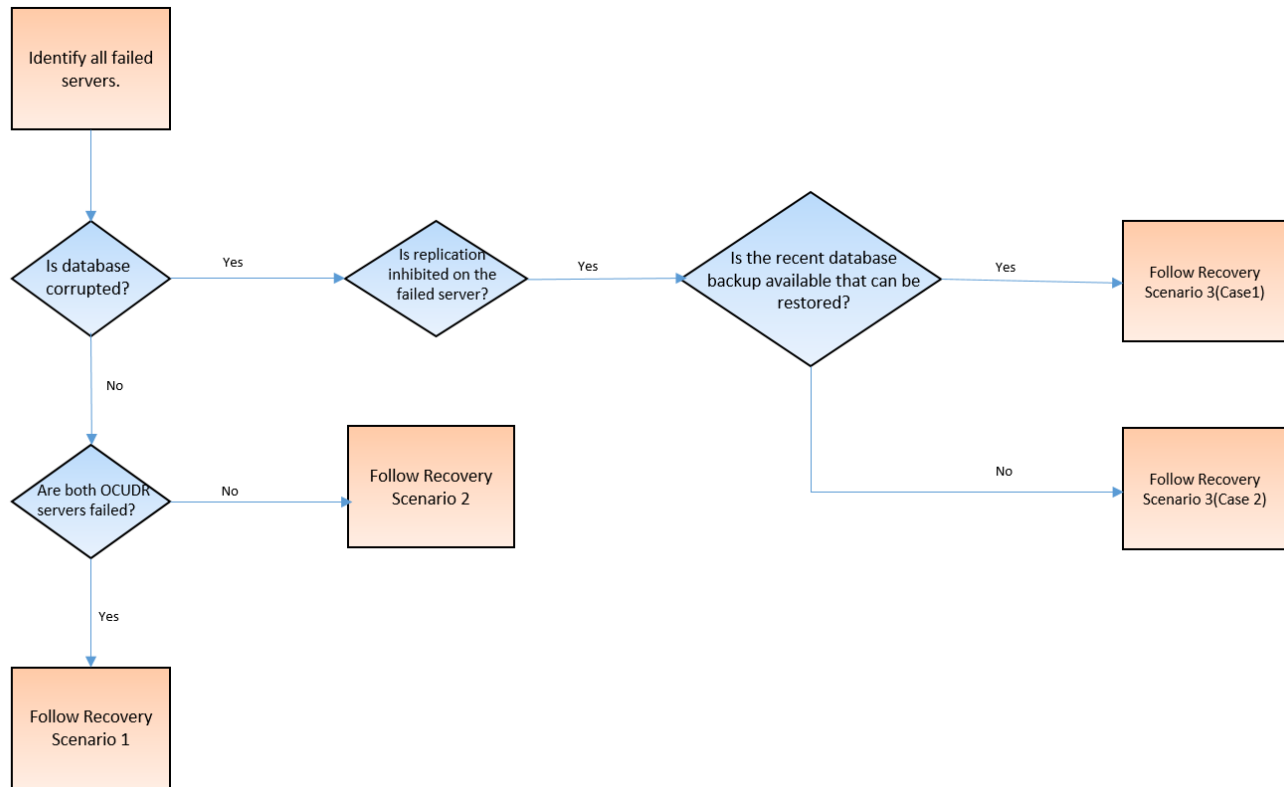 Identify all failed
servers.
Is database
corrupted?
Yes
Is replication
inhibited on the
failed server?
Yes
Is the recent database
backup available that can be
restored?
Yes
Follow Recovery
Scenario 3(Case1)
No
Are both OCUDR
servers failed?
No
Follow Recovery
Scenario 2
No
Follow Recovery
Scenario 3(Case 2)
Yes
Follow Recovery
Scenario 1